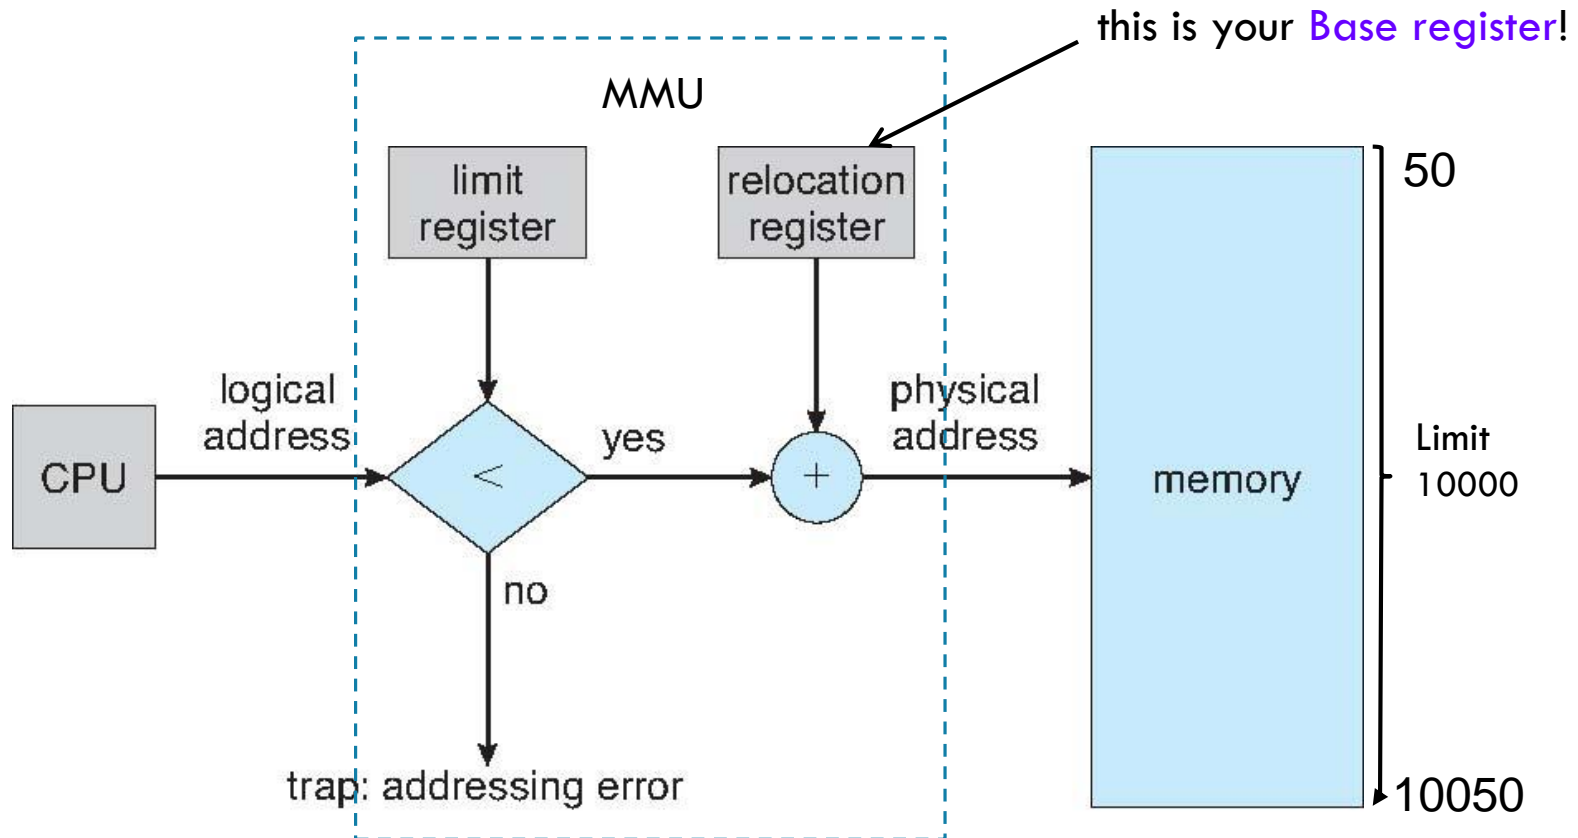 this is your Base register!
MMU
limit
register
relocation
register
50
logical
address
physical
address
yes
Limit
10000
CPU
<
+
memory
no
trap: addressing error
10050